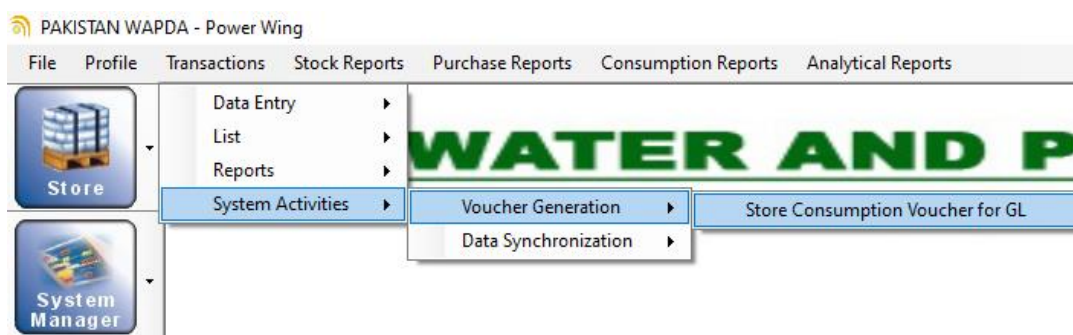 PAKISTAN WAPDA - Power Wing
File Profile Transactions Stock Reports Purchase Reports Consumption Reports Analytical Reports
Data Entry
List
Reports
System Activities
Voucher Generation
Data Synchronization
Store Consumption Voucher for GL
WATER AND P
Store
System
Manager